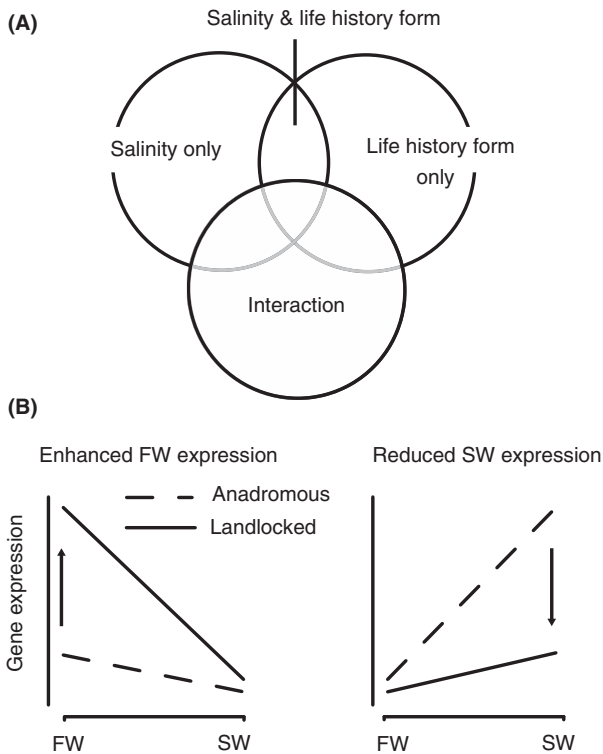 (A)
Salinity & life history form
Salinity only
Life history form
only
Interaction
(B)
Enhanced FW expression
Reduced SW expression
Anadromous
Landlocked
Gene expression
FW
SW
FW
SW